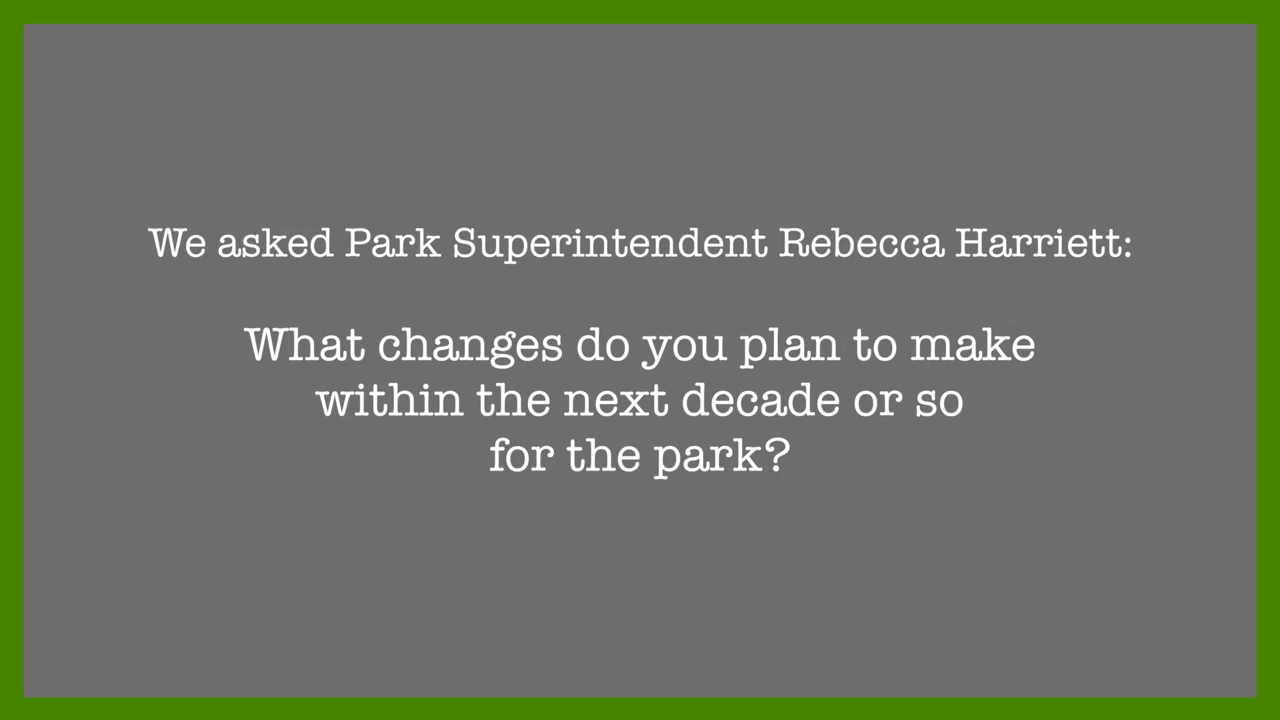 We asked Park Superintendent Rebecca Harriett:
What changes do you plan to make
within the next decade or so
for the park?